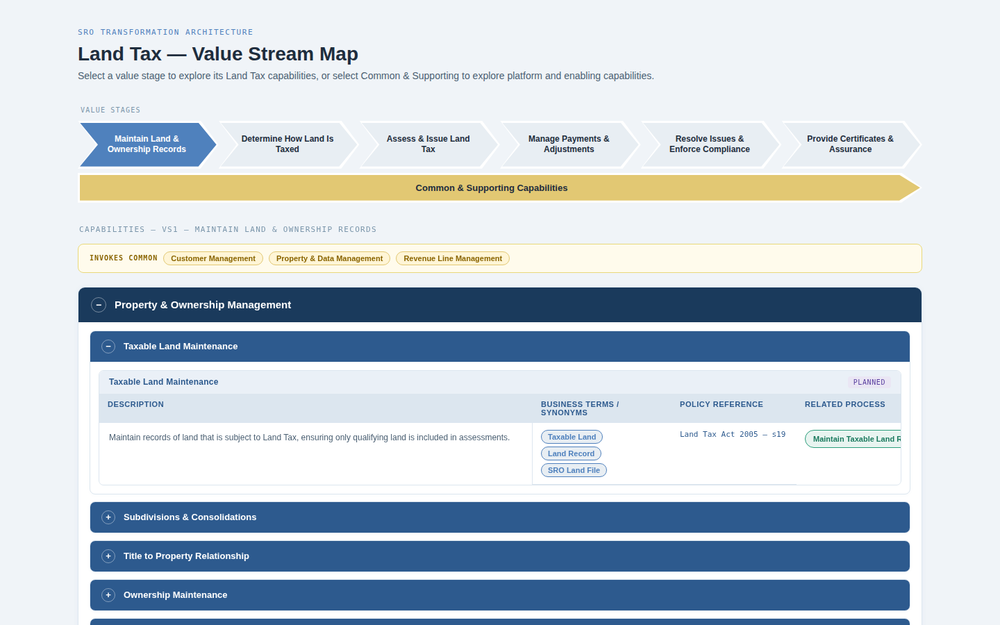 SRO TRANSFORMATION ARCHITECTURE
Land Tax — Value Stream Map
Select a value stage to explore its Land Tax capabilities, or select Common & Supporting to explore platform and enabling capabilities.
VALUE STAGES
Maintain Land &
Ownership Records
Determine How Land Is
Taxed
Assess & Issue Land
Tax
Manage Payments &
Adjustments
Resolve Issues &
Enforce Compliance
Provide Certificates &
Assurance
Common & Supporting Capabilities
CAPABILITIES — VS1 — MAINTAIN LAND & OWNERSHIP RECORDS
INVOKES COMMON Customer Management Property & Data Management Revenue Line Management
− Property & Ownership Management
− Taxable Land Maintenance
Taxable Land Maintenance PLANNED
DESCRIPTION
BUSINESS TERMS /
SYNONYMS
POLICY REFERENCE
RELATED PROCESS
Maintain records of land that is subject to Land Tax, ensuring only qualifying land is included in assessments.
Taxable Land
Land Record
SRO Land File
Land Tax Act 2005 — s19
Maintain Taxable Land R
+ Subdivisions & Consolidations
+ Title to Property Relationship
+ Ownership Maintenance